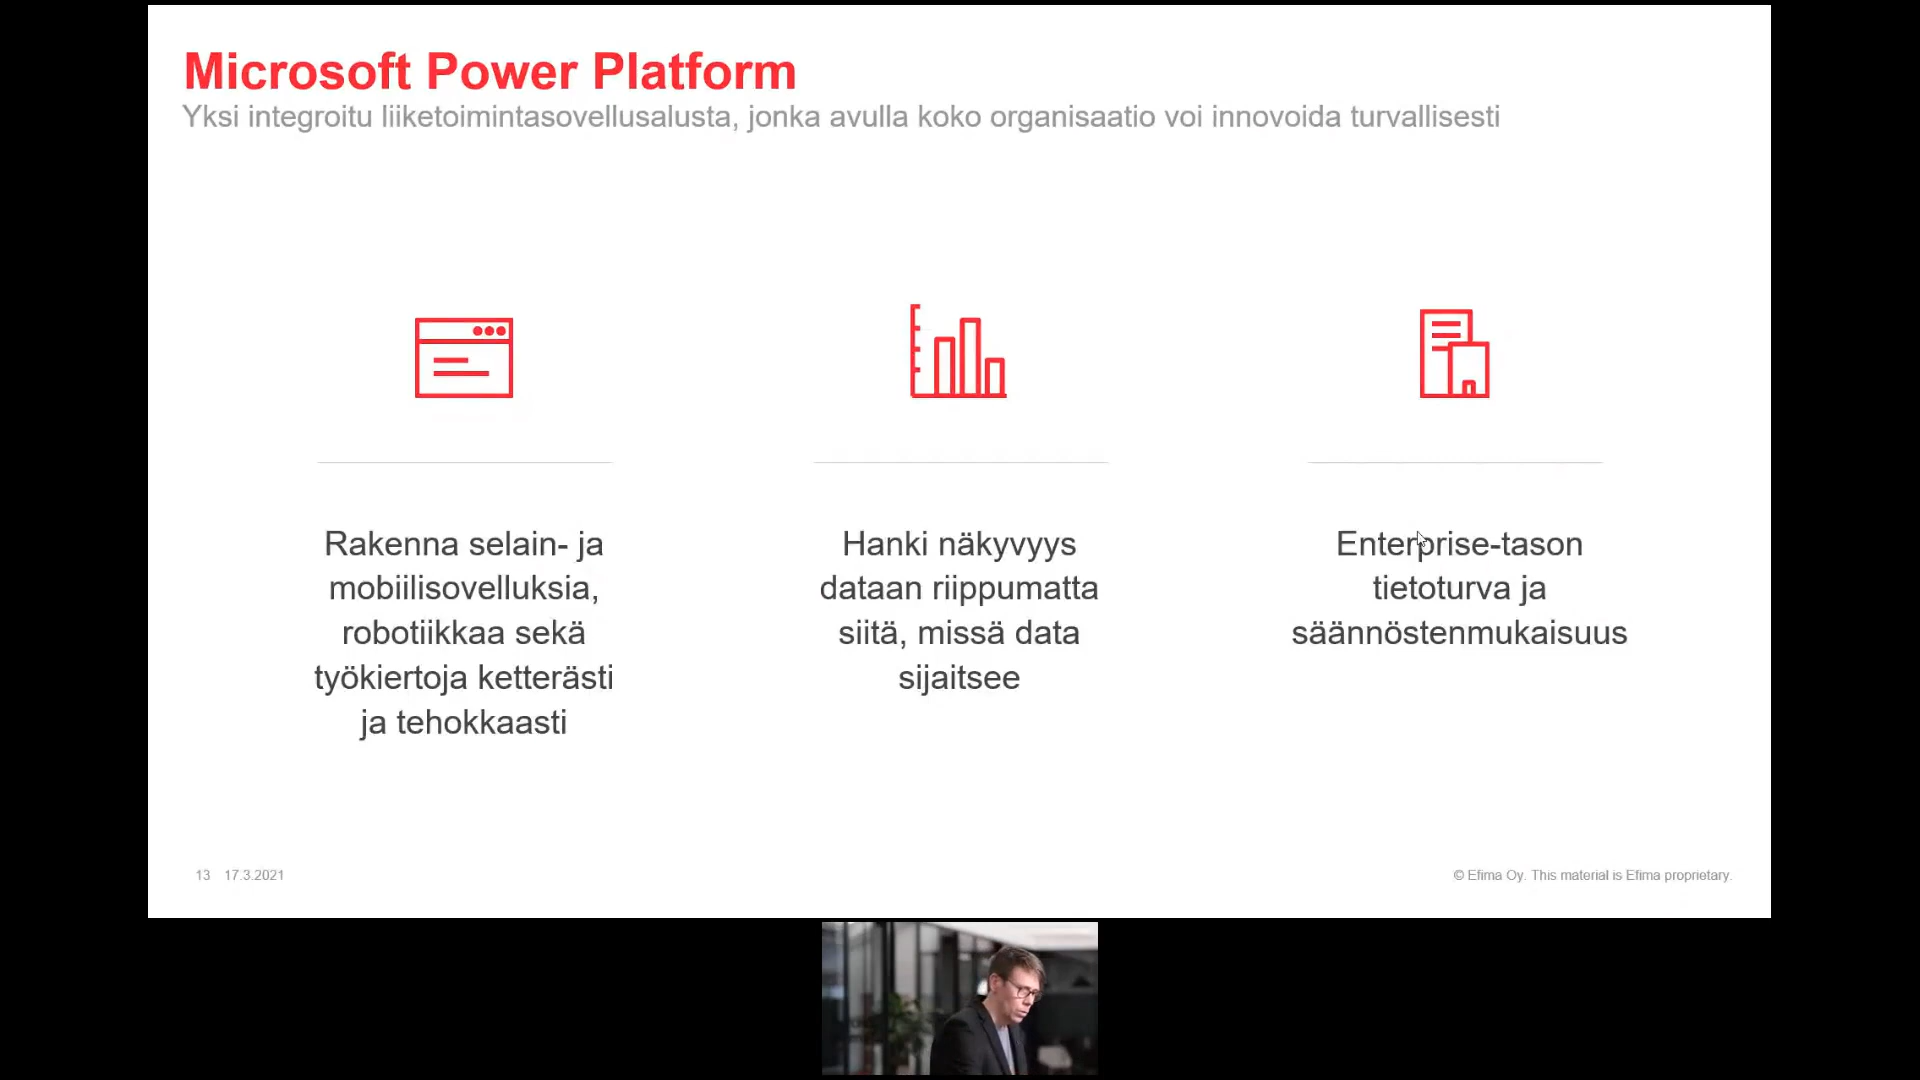 Microsoft Power Platform
Yksi integroitu liiketoimintasovellusalusta, jonka avulla koko organisaatio voi innovoida turvallisesti
Rakenna selain- ja
mobiilisovelluksia,
robotiikkaa sekä
työkiertoja ketterästi
ja tehokkaasti
Hanki näkyvyys
dataan riippumatta
siitä, missä data
sijaitsee
Enterprise-tason
tietoturva ja
säännöstenmukaisuus
13 17.3.2021
© Efima Oy. This material is Efima proprietary.